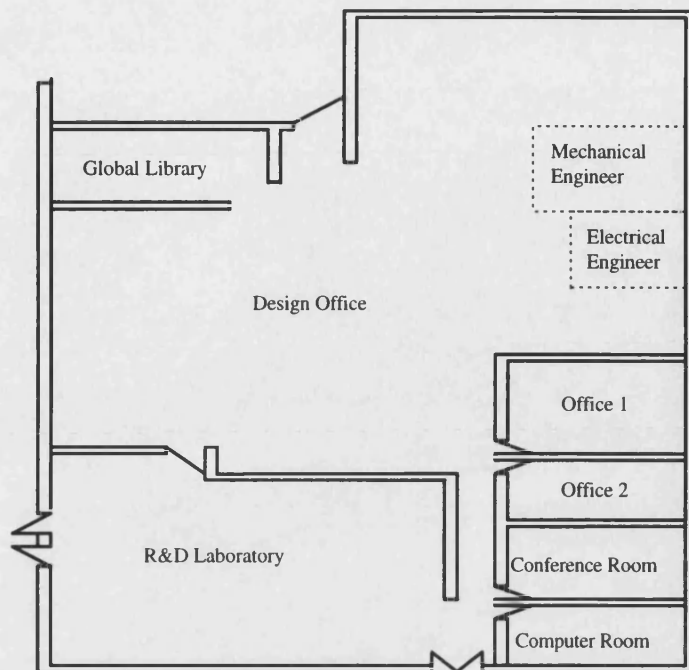 Mechanical
Engineer
Global Library
Electrical
Engineer
Design Office
Office 1
Office 2
R&D Laboratory
Conference Room
Computer Room